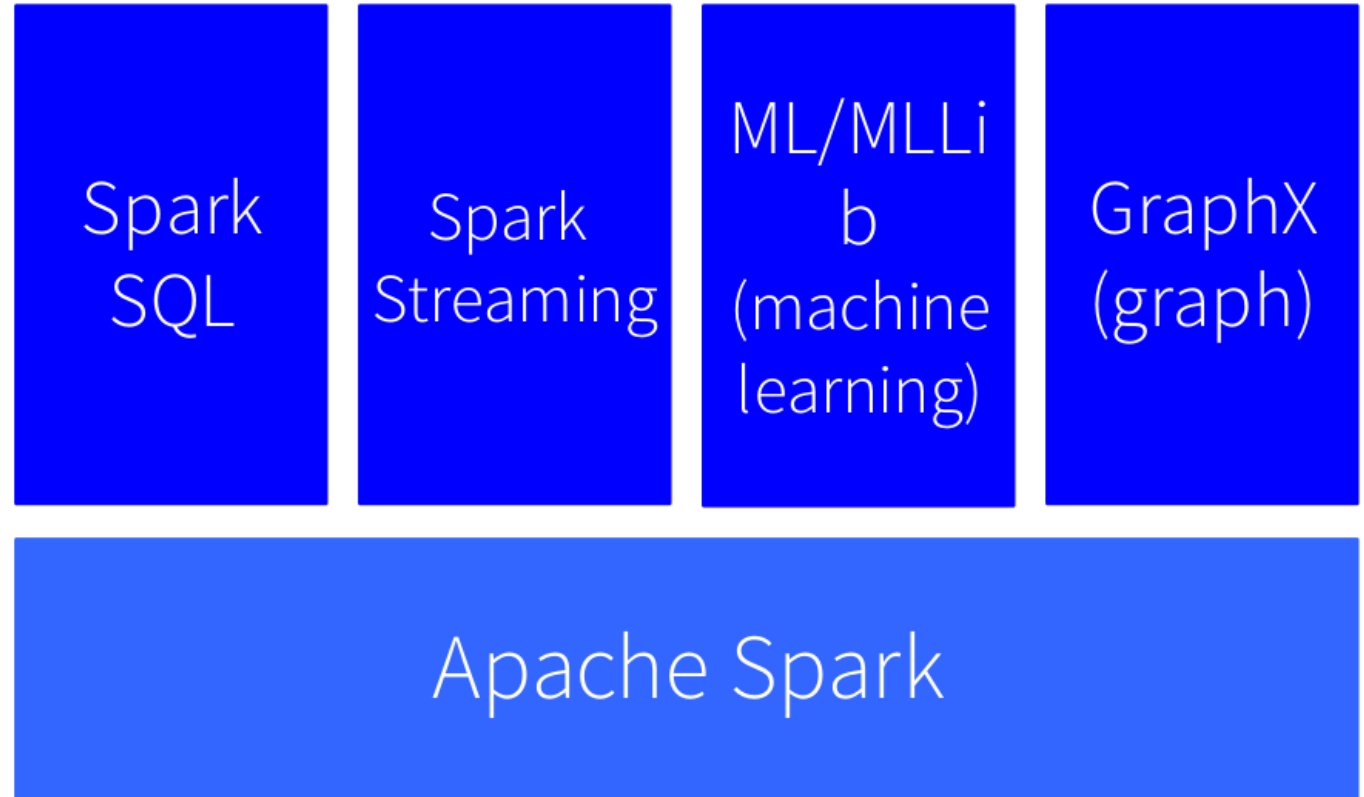 Spark
SQL
Spark
Streaming
ML/MLLi
b
(machine
learning)
GraphX
(graph)
Apache Spark